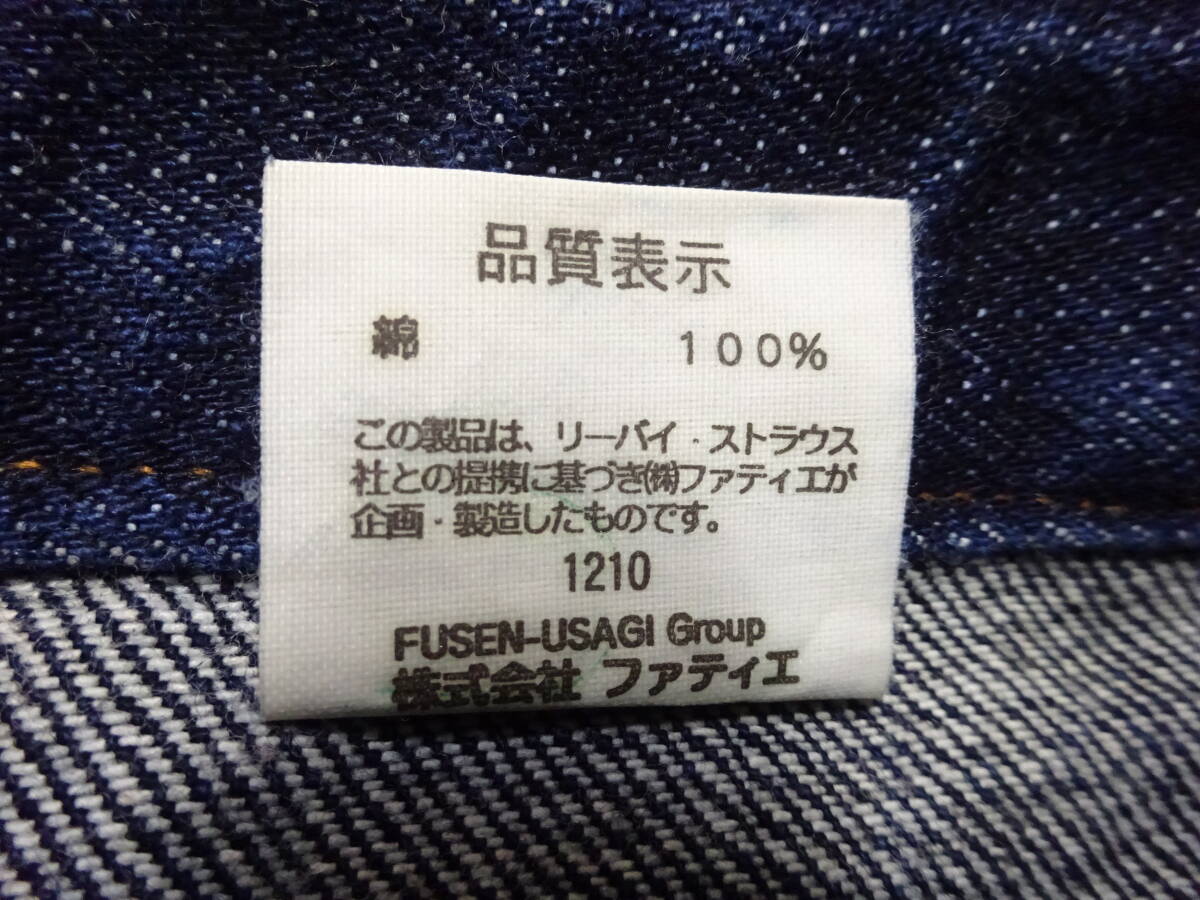 品質表示
綿 100%
この製品は、リーバイ・ストラウス
社との提携に基づき㈱ファティエが
企画・製造したものです。
1210
FUSEN-USAGI Group
株式会社 ファティエ